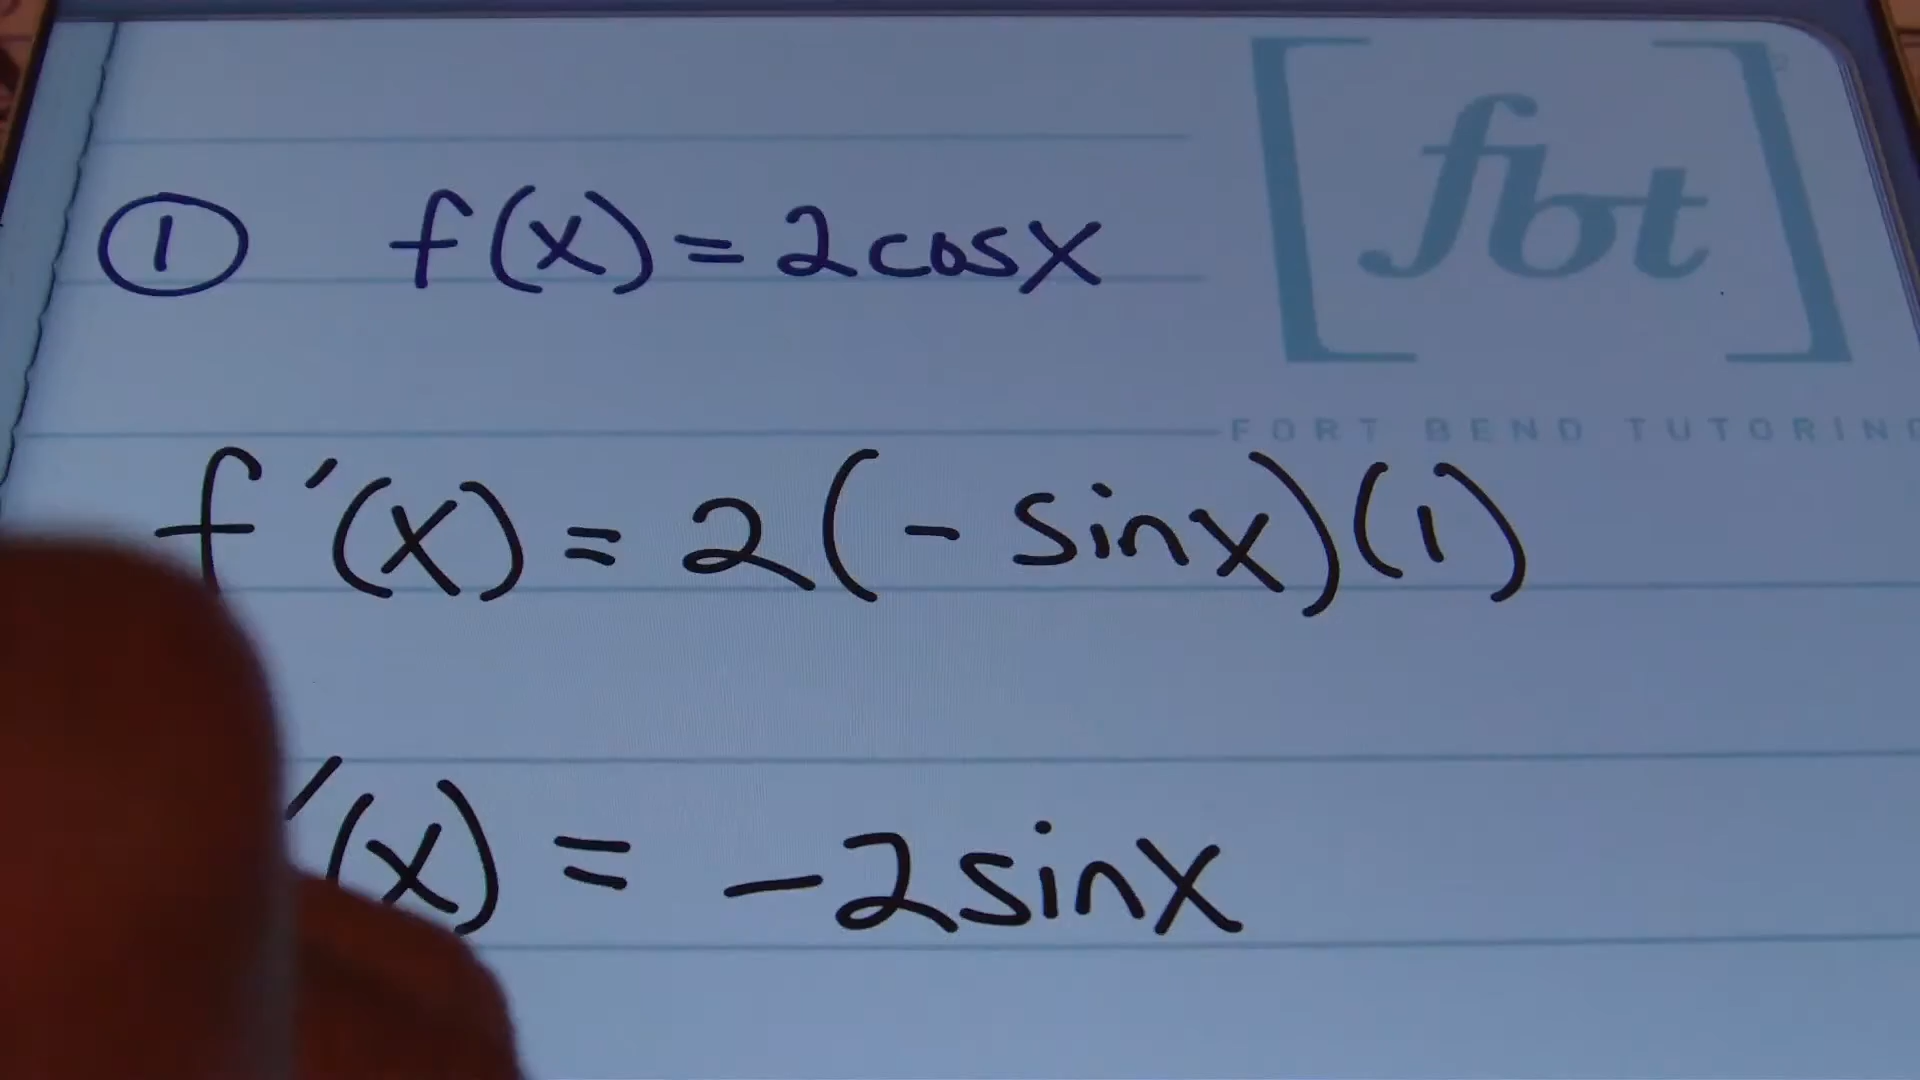 ① f(x) = 2cosx
fbt
FORT BEND TUTORING
f'(x) = 2(- sinx)(1)
'(x) = -2sinx